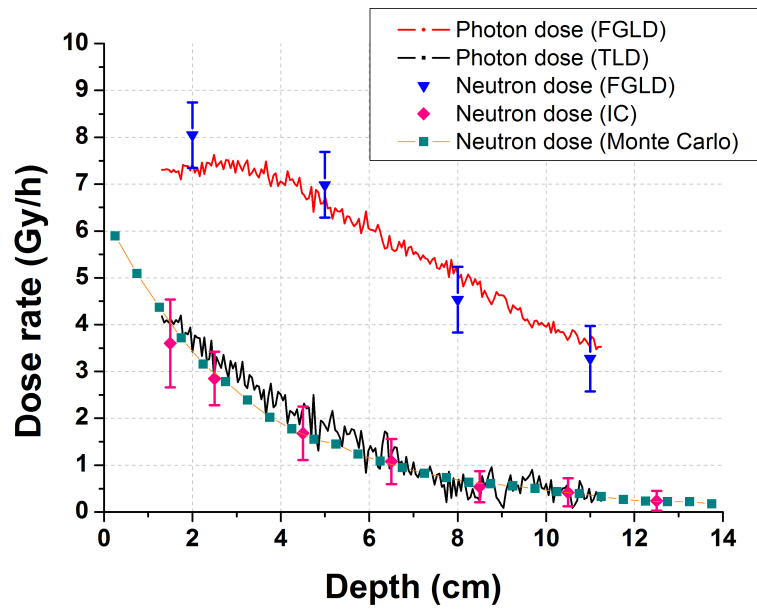 Photon dose (FGLD)
Photon dose (TLD)
Neutron dose (FGLD)
Neutron dose (IC)
Neutron dose (Monte Carlo)
10
9
8
7
6
5
4
3
2
1
0
0 2 4 6 8 10 12 14
Dose rate (Gy/h)
Depth (cm)